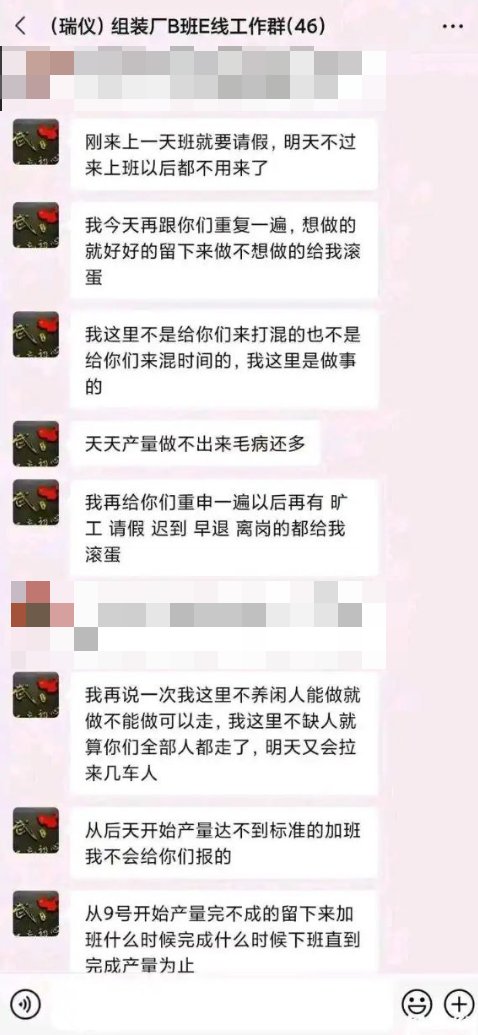 （瑞仪）组装厂B班E线工作群(46)
刚来上一天班就要请假，明天不过
来上班以后都不用来了
我今天再跟你们重复一遍，想做的
就好好的留下来做不想做的给我滚
蛋
我这里不是给你们来打混的也不是
给你们来混时间的，我这里是做事
的
天天产量做不出来毛病还多
我再给你们重申一遍以后再有 旷
工 请假 迟到 早退 离岗的都给我
滚蛋
我再说一次我这里不养闲人能做就
做不能做可以走，我这里不缺人就
算你们全部人都走了，明天又会拉
来几车人
从后天开始产量达不到标准的加班
我不会给你们报的
从9号开始产量完不成的留下来加
班什么时候完成什么时候下班直到
完成产量为止